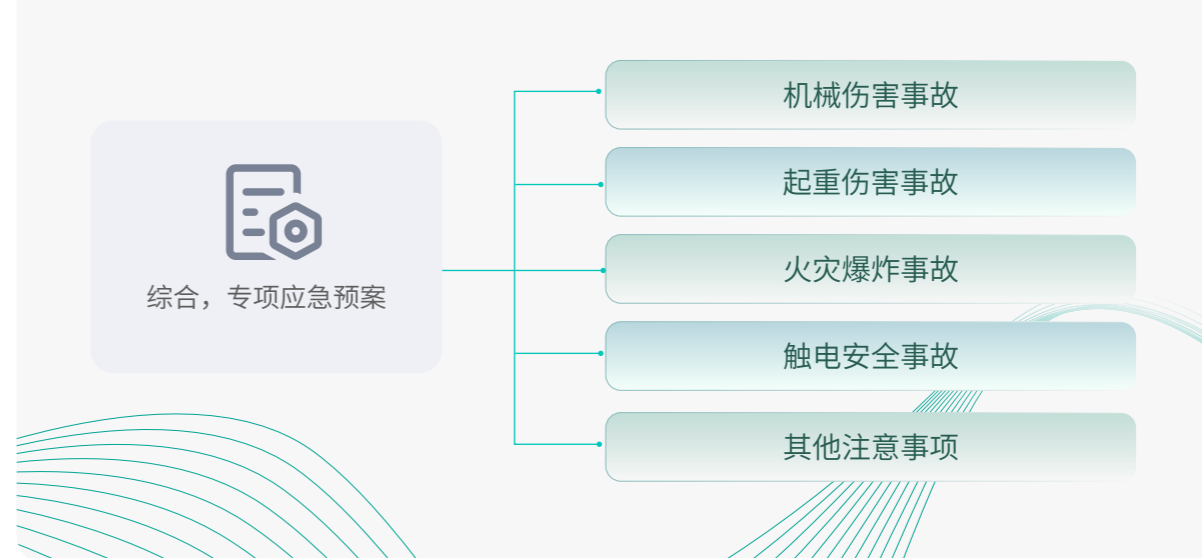 综合，专项应急预案
机械伤害事故
起重伤害事故
火灾爆炸事故
触电安全事故
其他注意事项